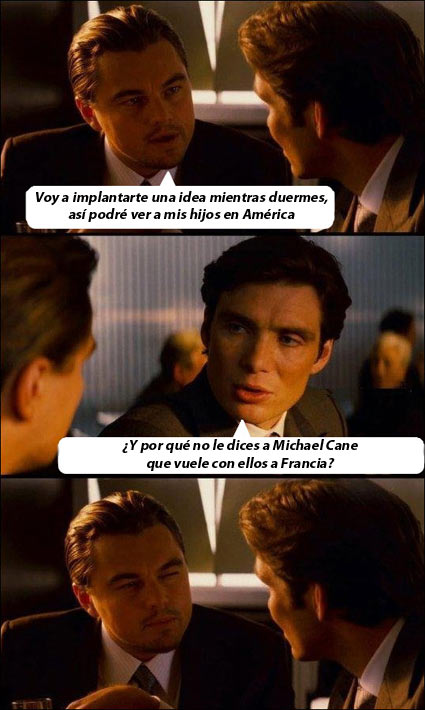 Voy a implantarte una idea mientras duermes,
así podré ver a mis hijos en América
¿Y por qué no le dices a Michael Cane
que vuele con ellos a Francia?